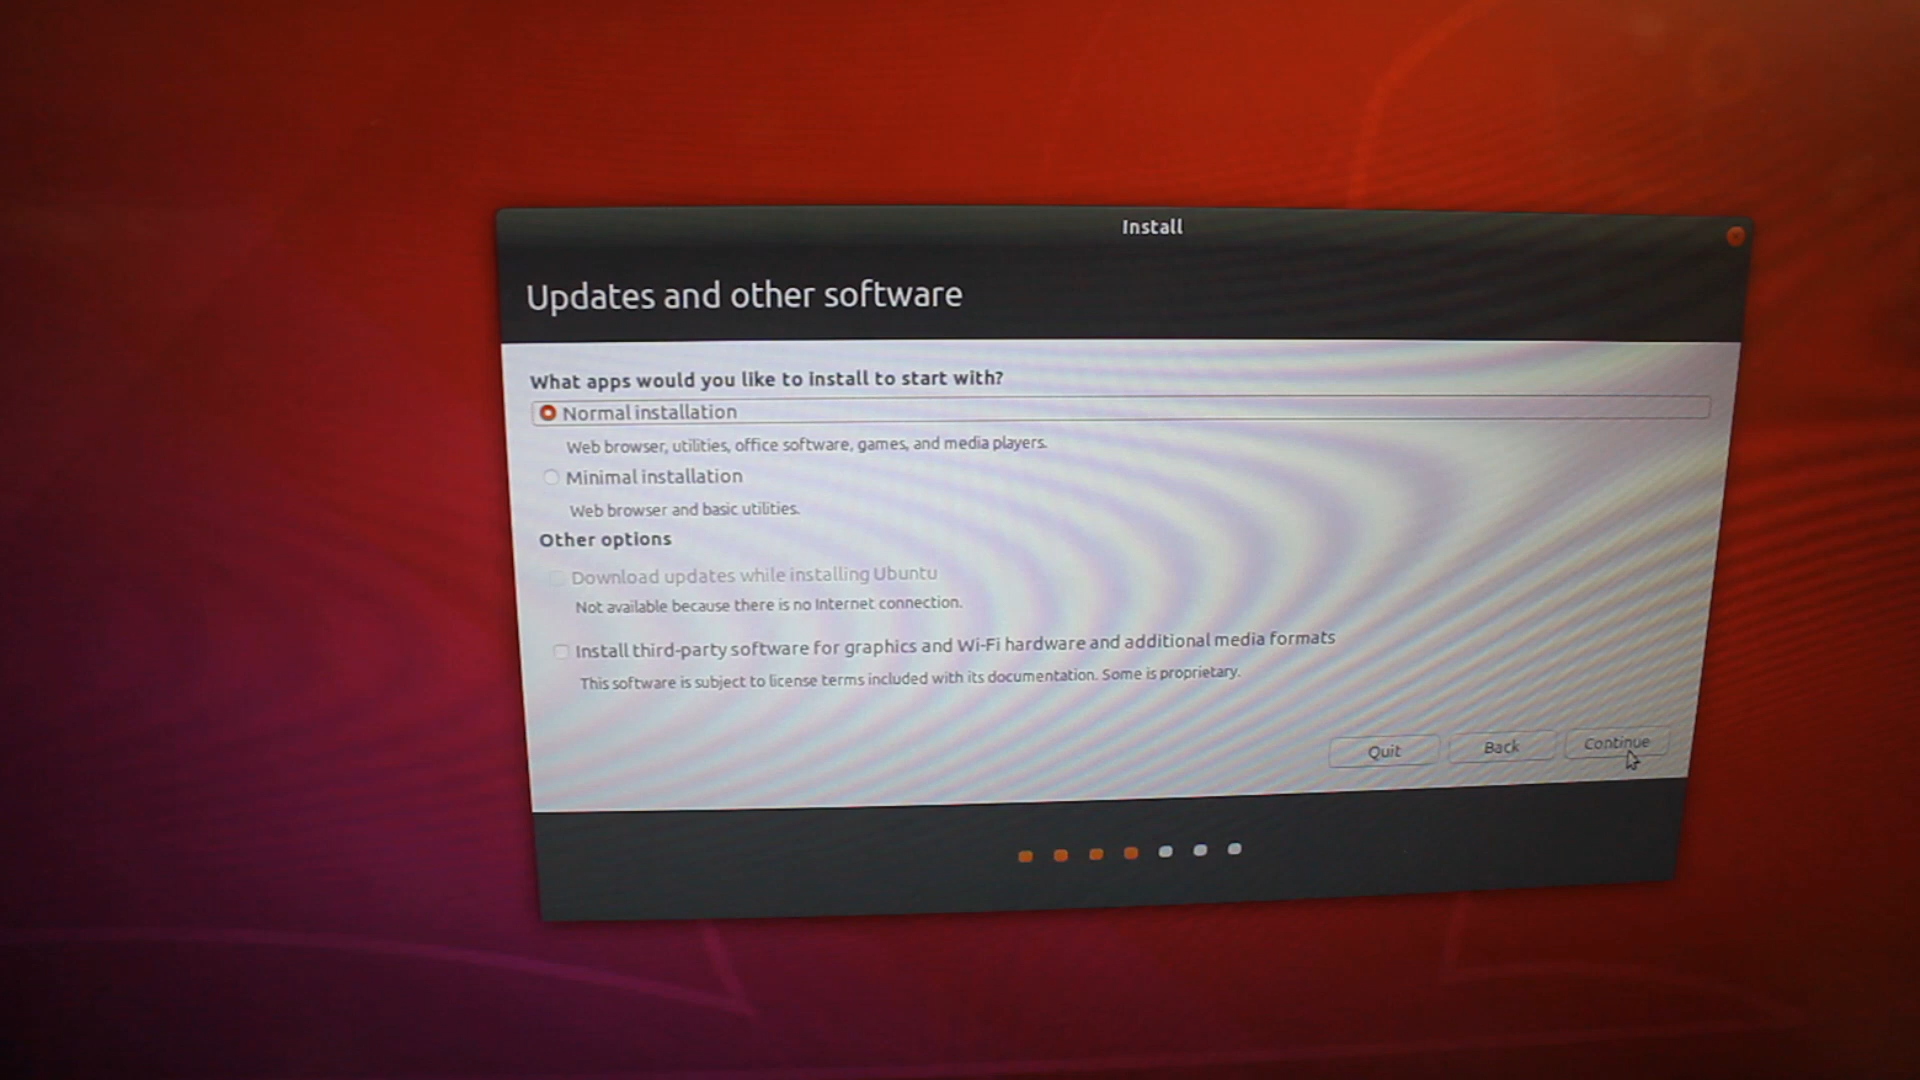 Install
Updates and other software
What apps would you like to install to start with?
Normal installation
Web browser, utilities, office software, games, and media players.
Minimal installation
Web browser and basic utilities.
Other options
Download updates while installing Ubuntu
Not available because there is no Internet connection.
Install third-party software for graphics and Wi-Fi hardware and additional media formats
This software is subject to license terms included with its documentation. Some is proprietary.
Quit Back Continue